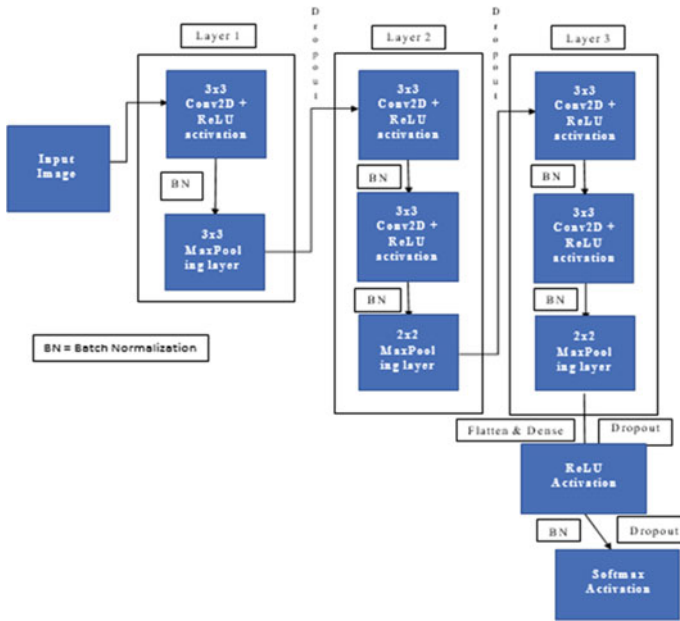 Layer 1
Dropout
Layer 2
Dropout
Layer 3
Input
Image
3x3
Conv2D +
ReLU
activation
BN
3x3
MaxPool
ing layer
3x3
Conv2D +
ReLU
activation
BN
3x3
Conv2D +
ReLU
activation
BN
2x2
MaxPool
ing layer
3x3
Conv2D +
ReLU
activation
BN
3x3
Conv2D +
ReLU
activation
BN
2x2
MaxPool
ing layer
BN = Batch Normalization
Flatten & Dense
Dropout
ReLU
Activation
BN
Dropout
Softmax
Activation